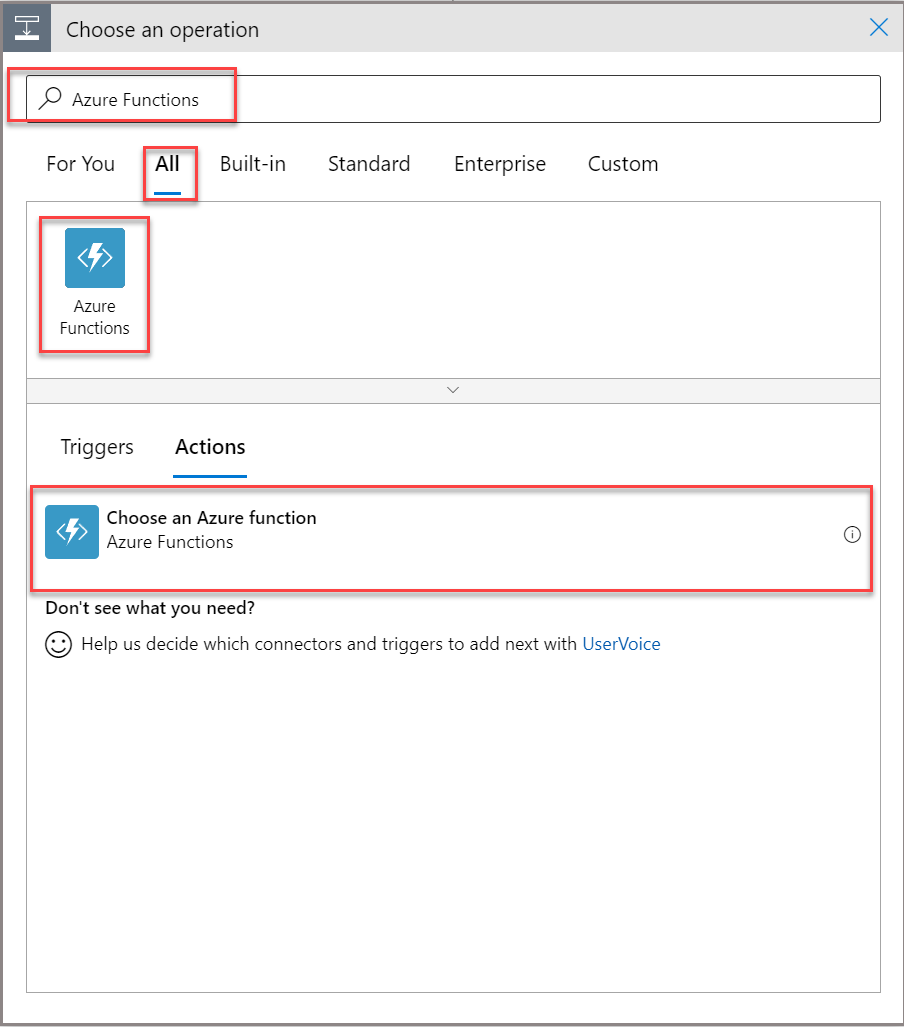 Choose an operation
Azure Functions
For You All Built-in Standard Enterprise Custom
Azure
Functions
Triggers Actions
Choose an Azure function
Azure Functions
Don't see what you need?
Help us decide which connectors and triggers to add next with UserVoice